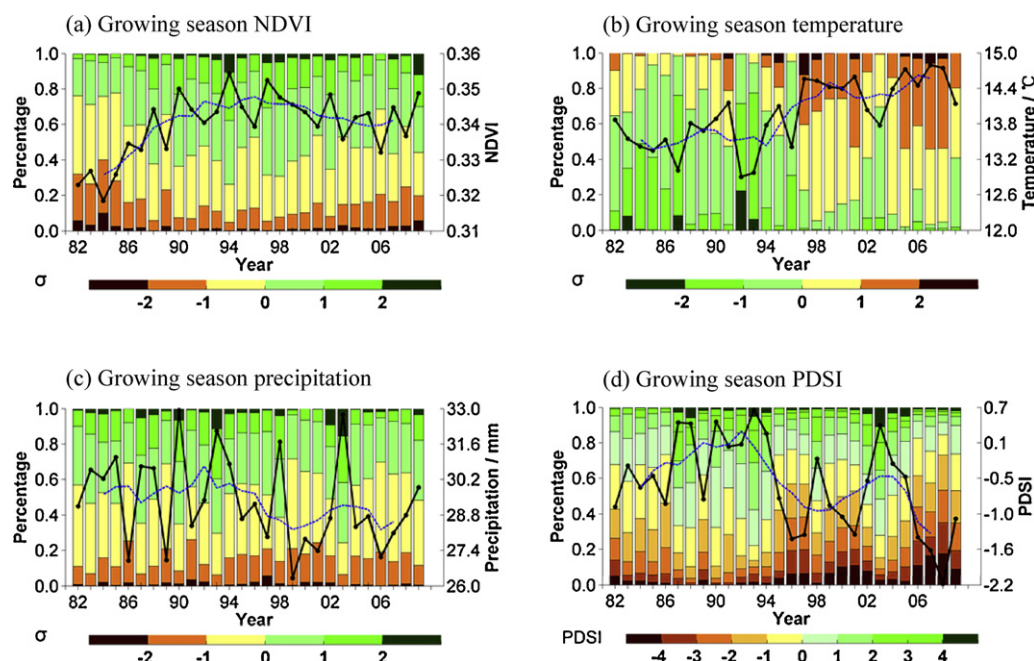 (a) Growing season NDVI
1.0
0.8
0.6
0.4
0.2
0.0
Percentage
0.36
0.35
0.34
0.33
0.32
0.31
NDVI
82 86 90 94 98 02 06
Year
σ
-2 -1 0 1 2
(b) Growing season temperature
1.0
0.8
0.6
0.4
0.2
0.0
Percentage
15.0
14.4
13.8
13.2
12.6
12.0
Temperature / °C
82 86 90 94 98 02 06
Year
σ
-2 -1 0 1 2
(c) Growing season precipitation
1.0
0.8
0.6
0.4
0.2
0.0
Percentage
33.0
31.6
30.2
28.8
27.4
26.0
Precipitation / mm
82 86 90 94 98 02 06
Year
σ
-2 -1 0 1 2
(d) Growing season PDSI
1.0
0.8
0.6
0.4
0.2
0.0
Percentage
0.7
0.1
-0.5
-1.0
-1.6
-2.2
PDSI
82 86 90 94 98 02 06
Year
PDSI
-4 -3 -2 -1 0 1 2 3 4